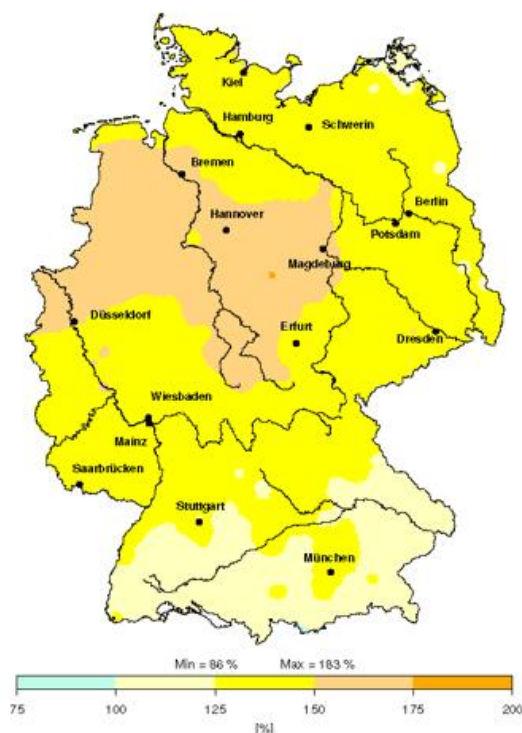 Kiel
Hamburg
Schwerin
Bremen
Berlin
Hannover
Potsdam
Magdeburg
Düsseldorf
Erfurt
Dresden
Wiesbaden
Mainz
Saarbrücken
Stuttgart
München
Min = 86 % Max = 183 %
75 100 125 150 175 200
[%]